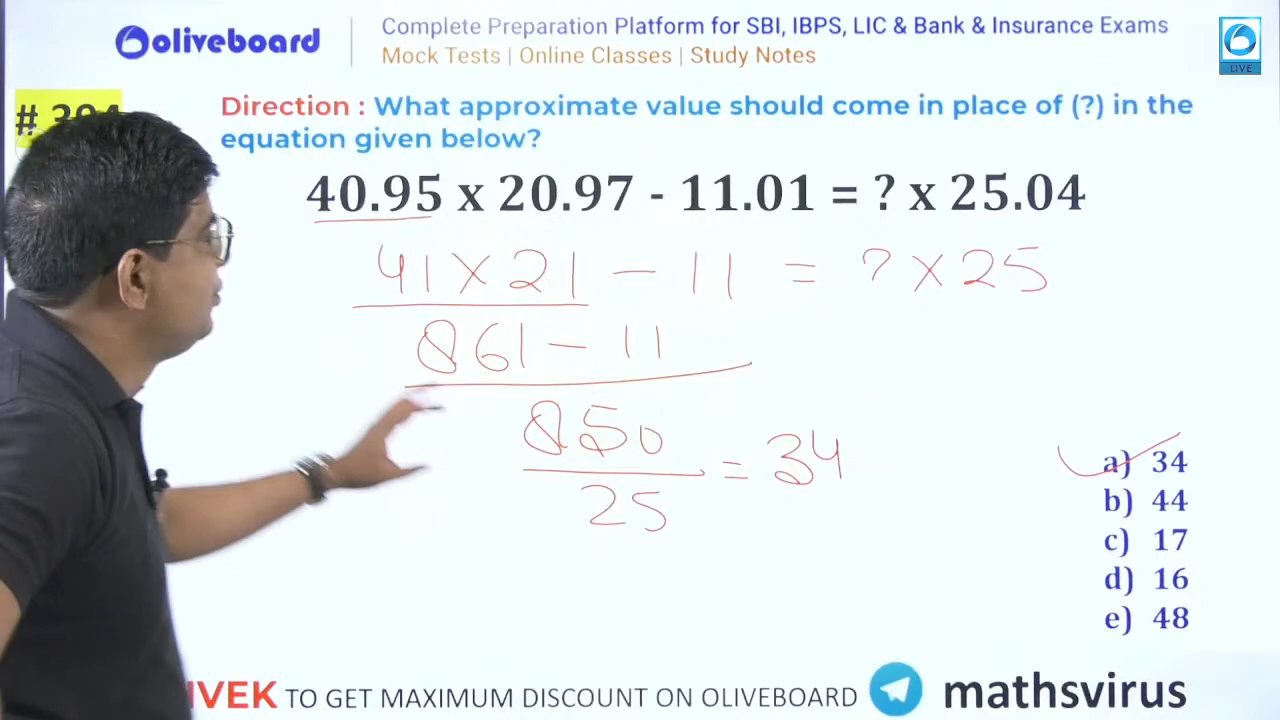 oliveboard
Complete Preparation Platform for SBI, IBPS, LIC & Bank & Insurance Exams
Mock Tests | Online Classes | Study Notes
LIVE
Direction : What approximate value should come in place of (?) in the
equation given below?
40.95 x 20.97 - 11.01 = ? x 25.04
41 × 21 - 11 = ? × 25
861 - 11
850
25
= 34
a) 34
b) 44
c) 17
d) 16
e) 48
TO GET MAXIMUM DISCOUNT ON OLIVEBOARD
mathsvirus